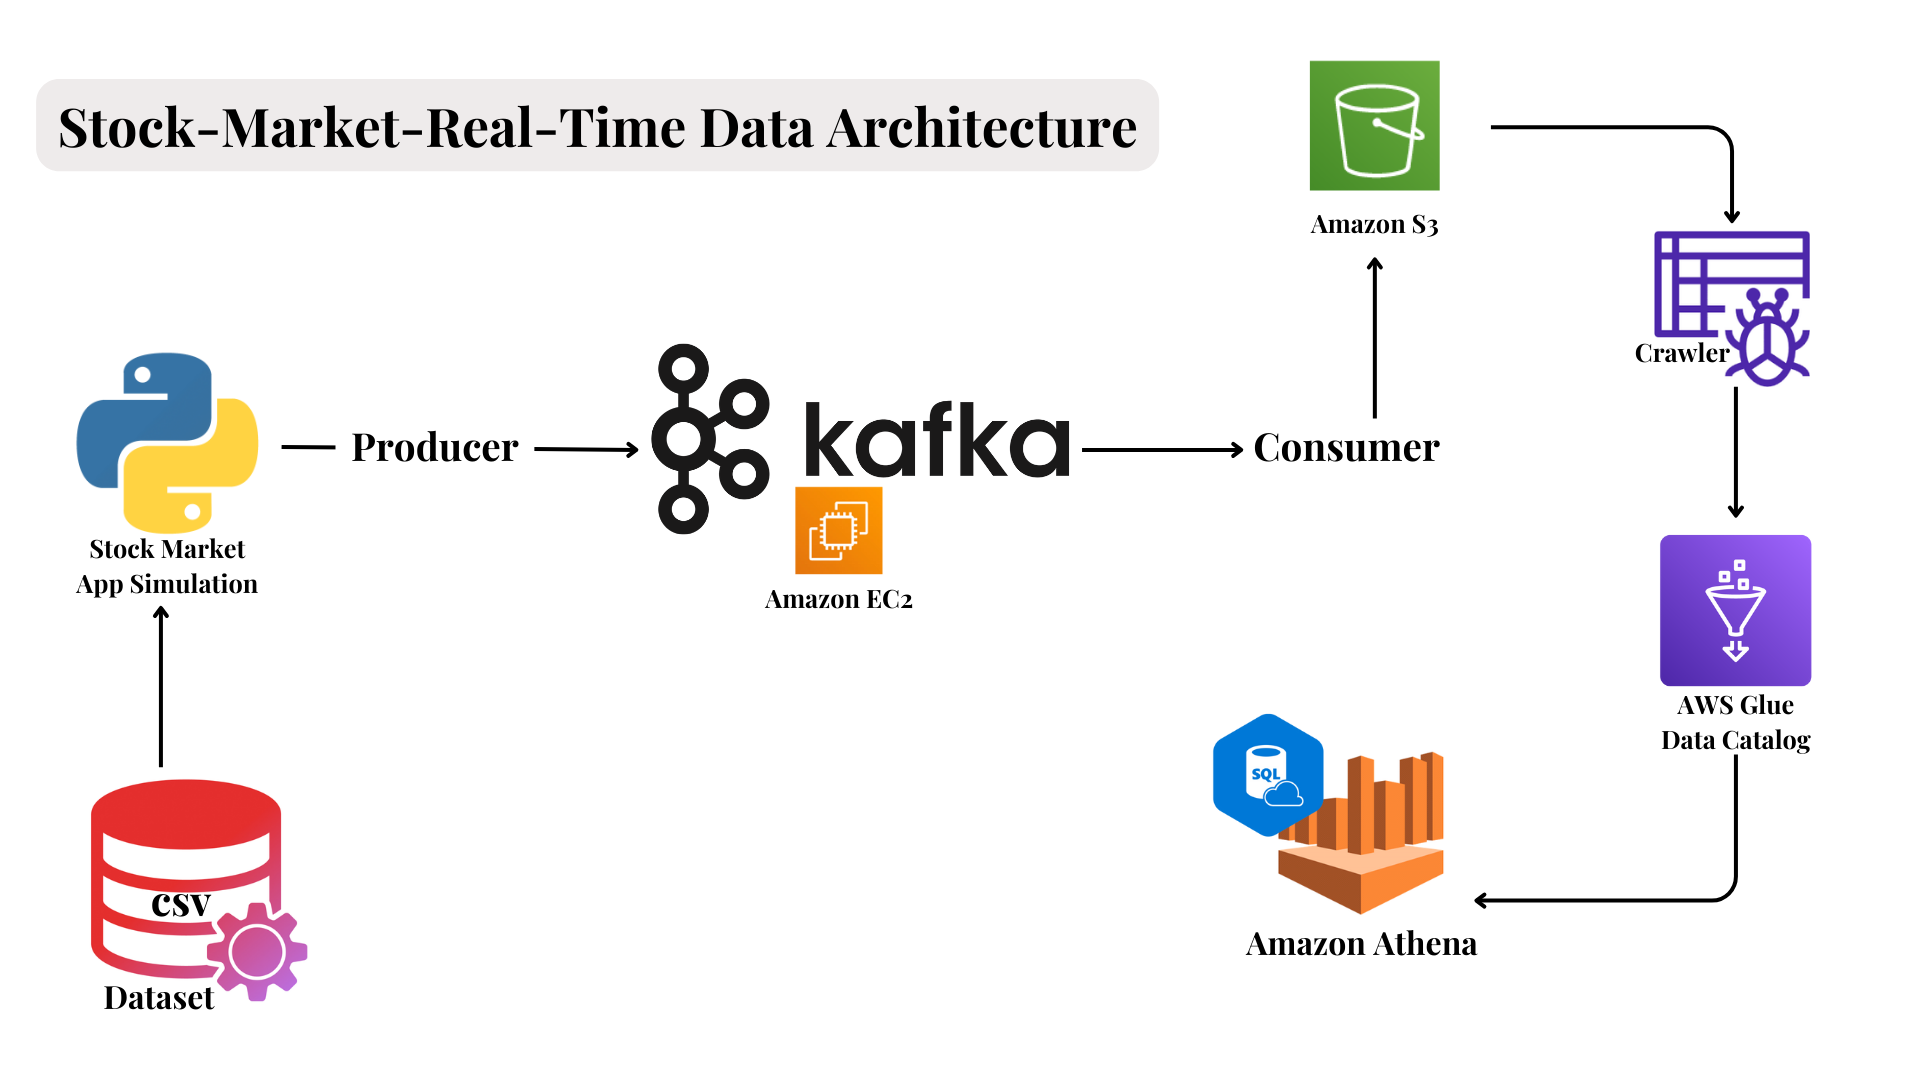 Stock-Market-Real-Time Data Architecture
Amazon S3
Crawler
Stock Market
App Simulation
Producer
kafka
Amazon EC2
Consumer
AWS Glue
Data Catalog
SQL
Amazon Athena
csv
Dataset